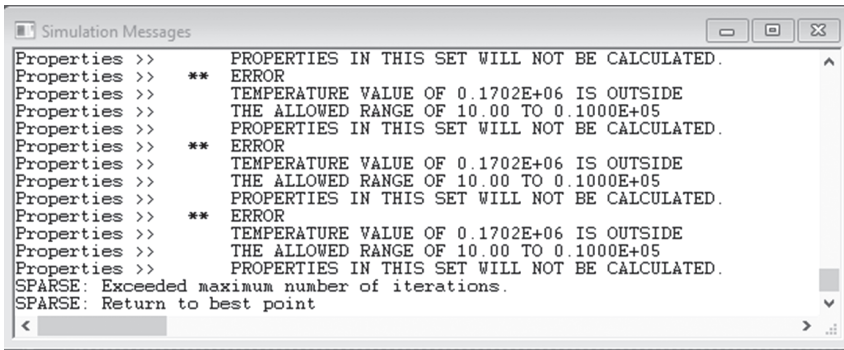 Simulation Messages
Properties >> PROPERTIES IN THIS SET WILL NOT BE CALCULATED.
Properties >> ** ERROR
Properties >> TEMPERATURE VALUE OF 0.1702E+06 IS OUTSIDE
Properties >> THE ALLOWED RANGE OF 10.00 TO 0.1000E+05
Properties >> PROPERTIES IN THIS SET WILL NOT BE CALCULATED.
Properties >> ** ERROR
Properties >> TEMPERATURE VALUE OF 0.1702E+06 IS OUTSIDE
Properties >> THE ALLOWED RANGE OF 10.00 TO 0.1000E+05
Properties >> PROPERTIES IN THIS SET WILL NOT BE CALCULATED.
Properties >> ** ERROR
Properties >> TEMPERATURE VALUE OF 0.1702E+06 IS OUTSIDE
Properties >> THE ALLOWED RANGE OF 10.00 TO 0.1000E+05
Properties >> PROPERTIES IN THIS SET WILL NOT BE CALCULATED.
SPARSE: Exceeded maximum number of iterations.
SPARSE: Return to best point